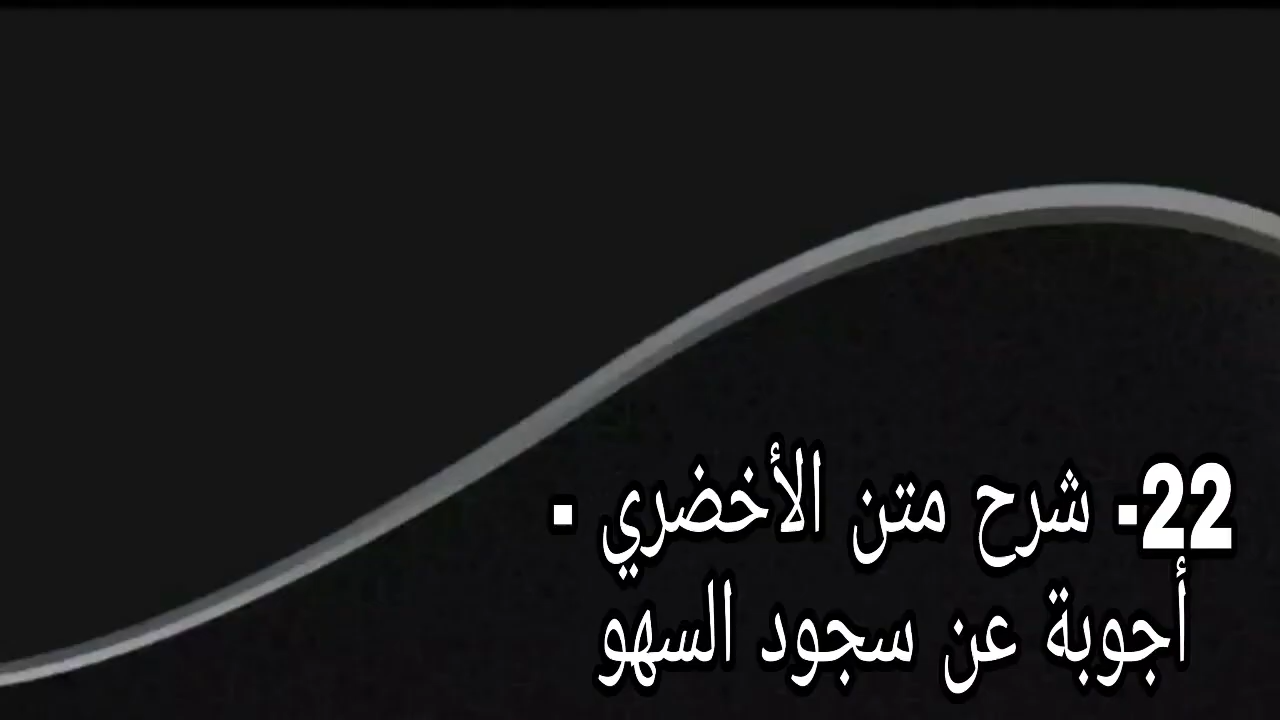 22- شرح متن الأخضري -
أجوبة عن سجود السهو